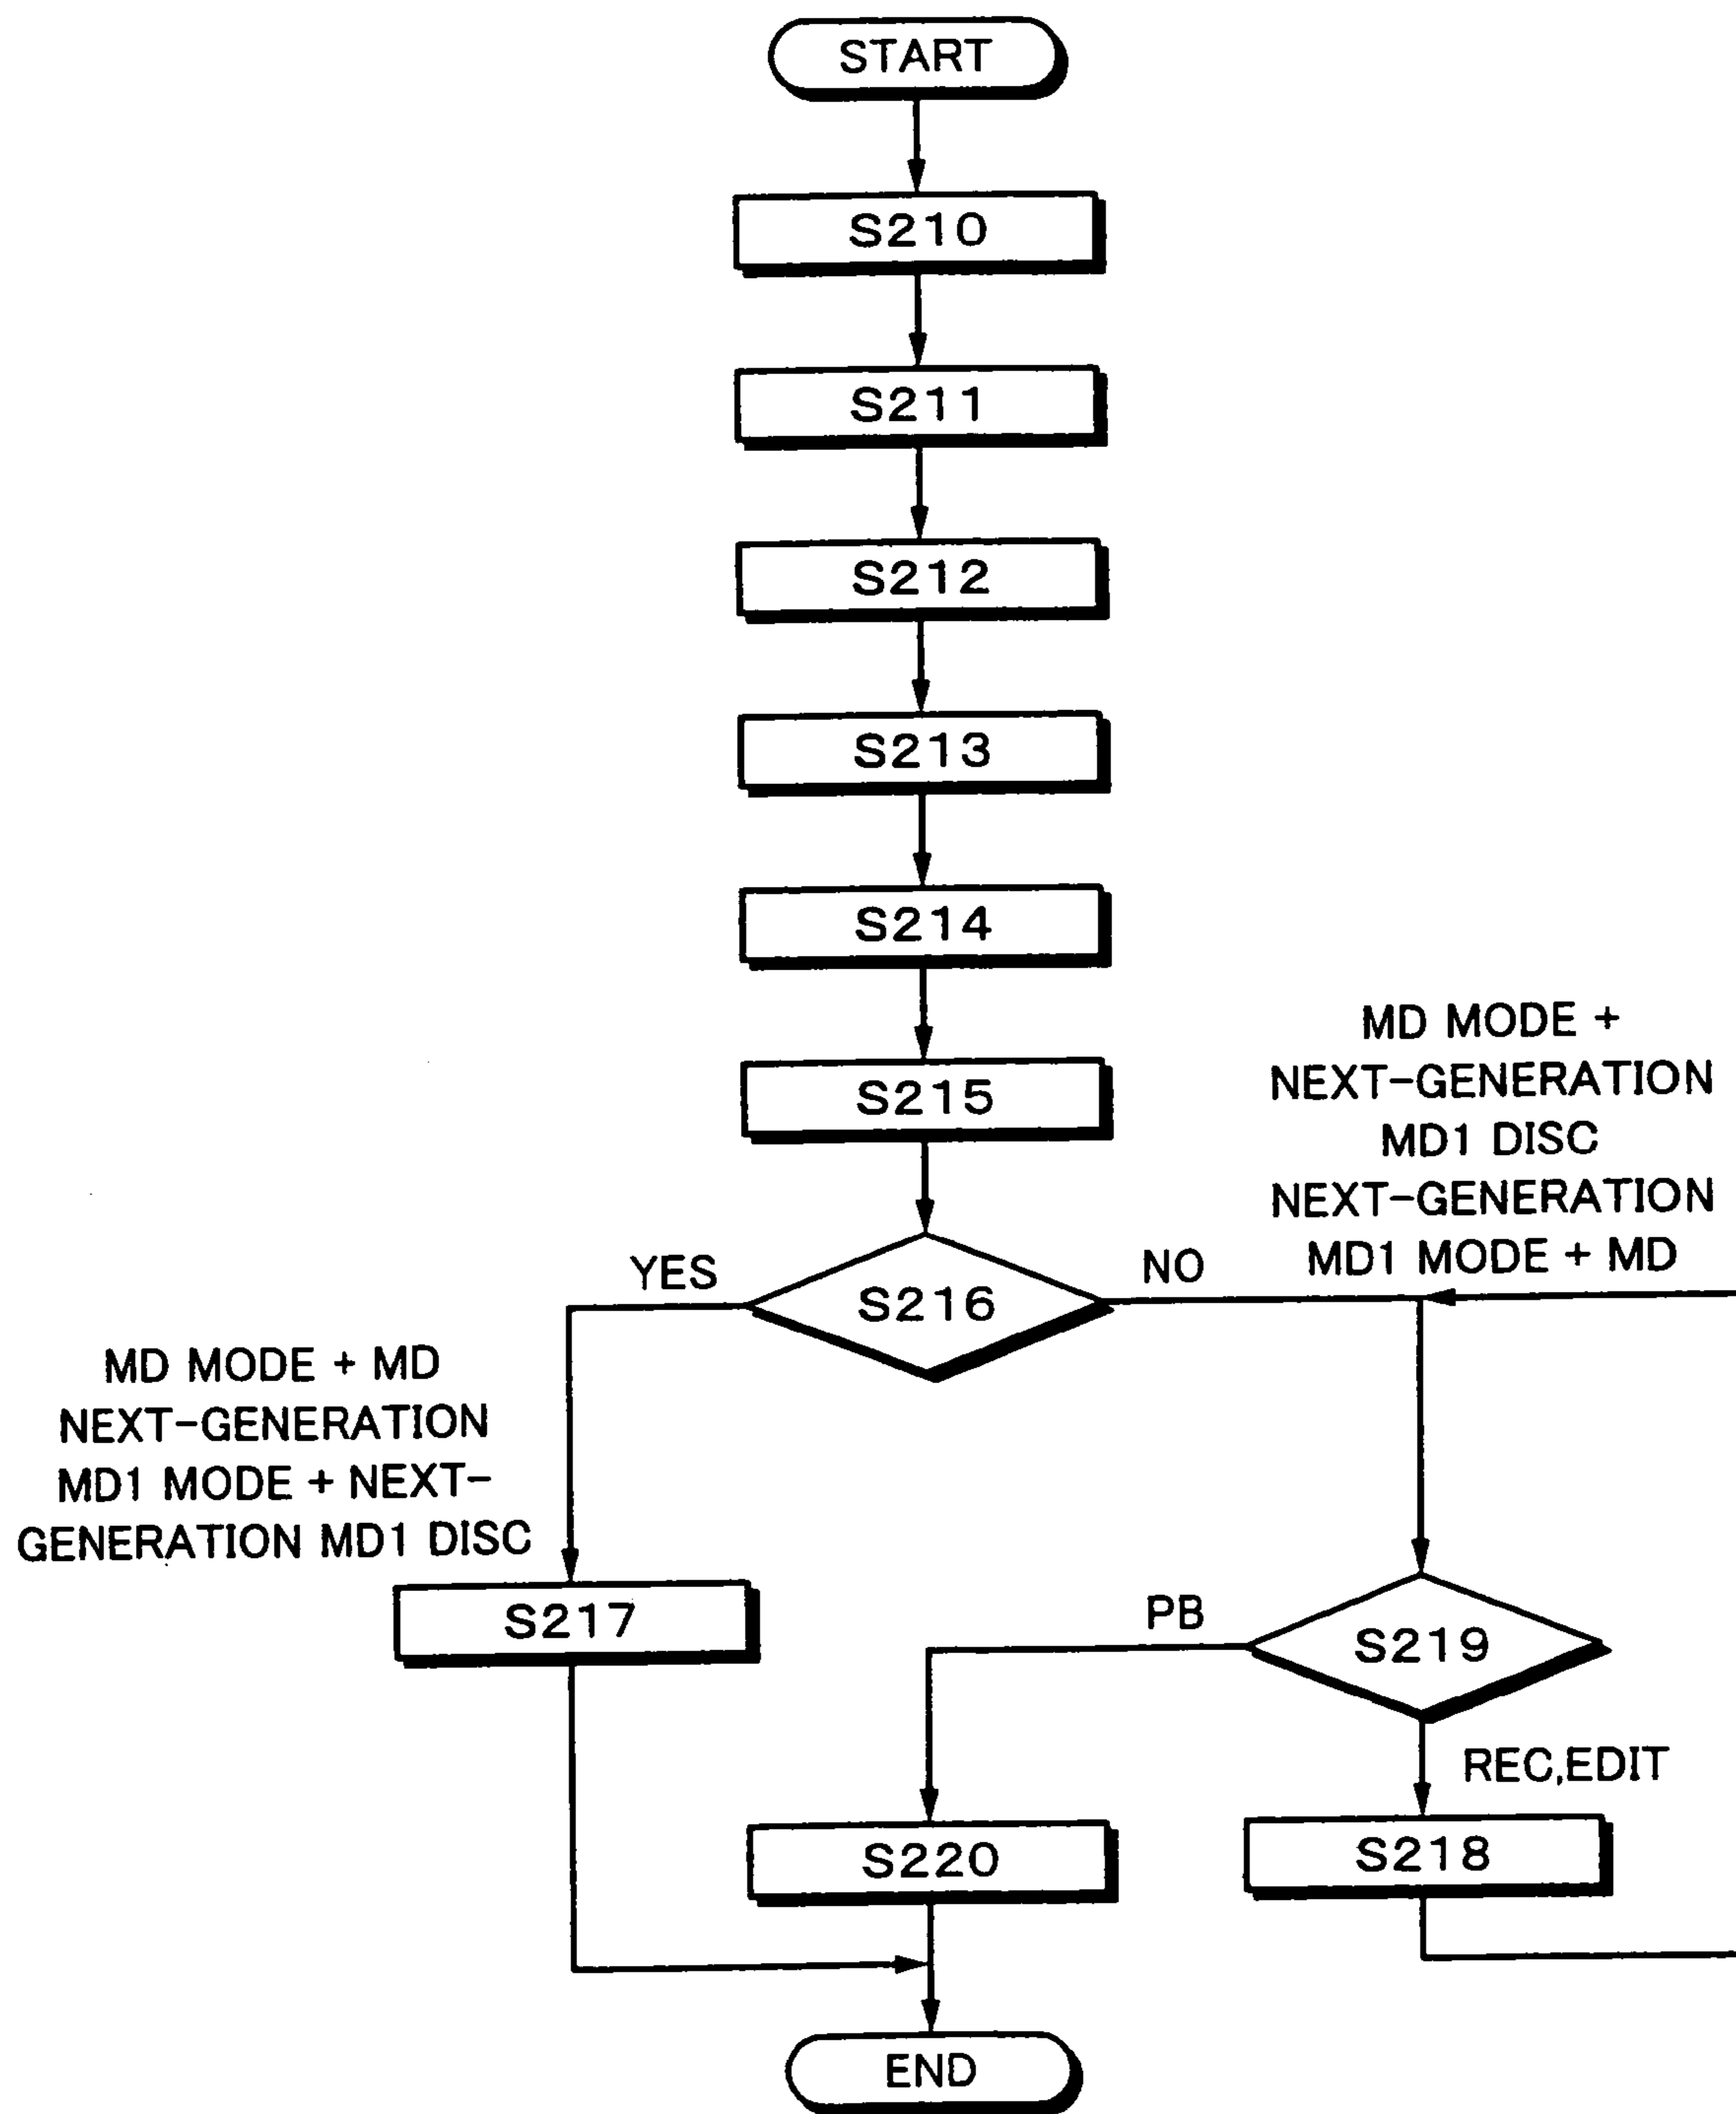 START
S210
S211
S212
S213
S214
S215
MD MODE +
NEXT-GENERATION
MD1 DISC
NEXT-GENERATION
MD1 MODE + MD
YES
S216
NO
MD MODE + MD
NEXT-GENERATION
MD1 MODE + NEXT-
GENERATION MD1 DISC
S217
PB
S219
REC,EDIT
S220
S218
END